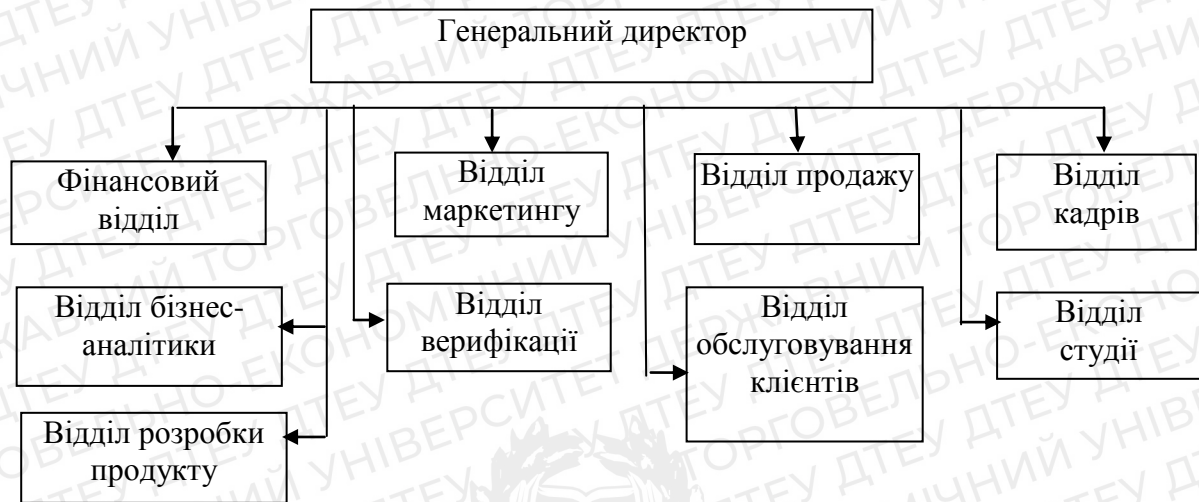 Генеральний директор
Фінансовий
відділ
Відділ
маркетингу
Відділ продажу
Відділ
кадрів
Відділ бізнес-
аналітики
Відділ
верифікації
Відділ
обслуговування
клієнтів
Відділ
студії
Відділ розробки
продукту